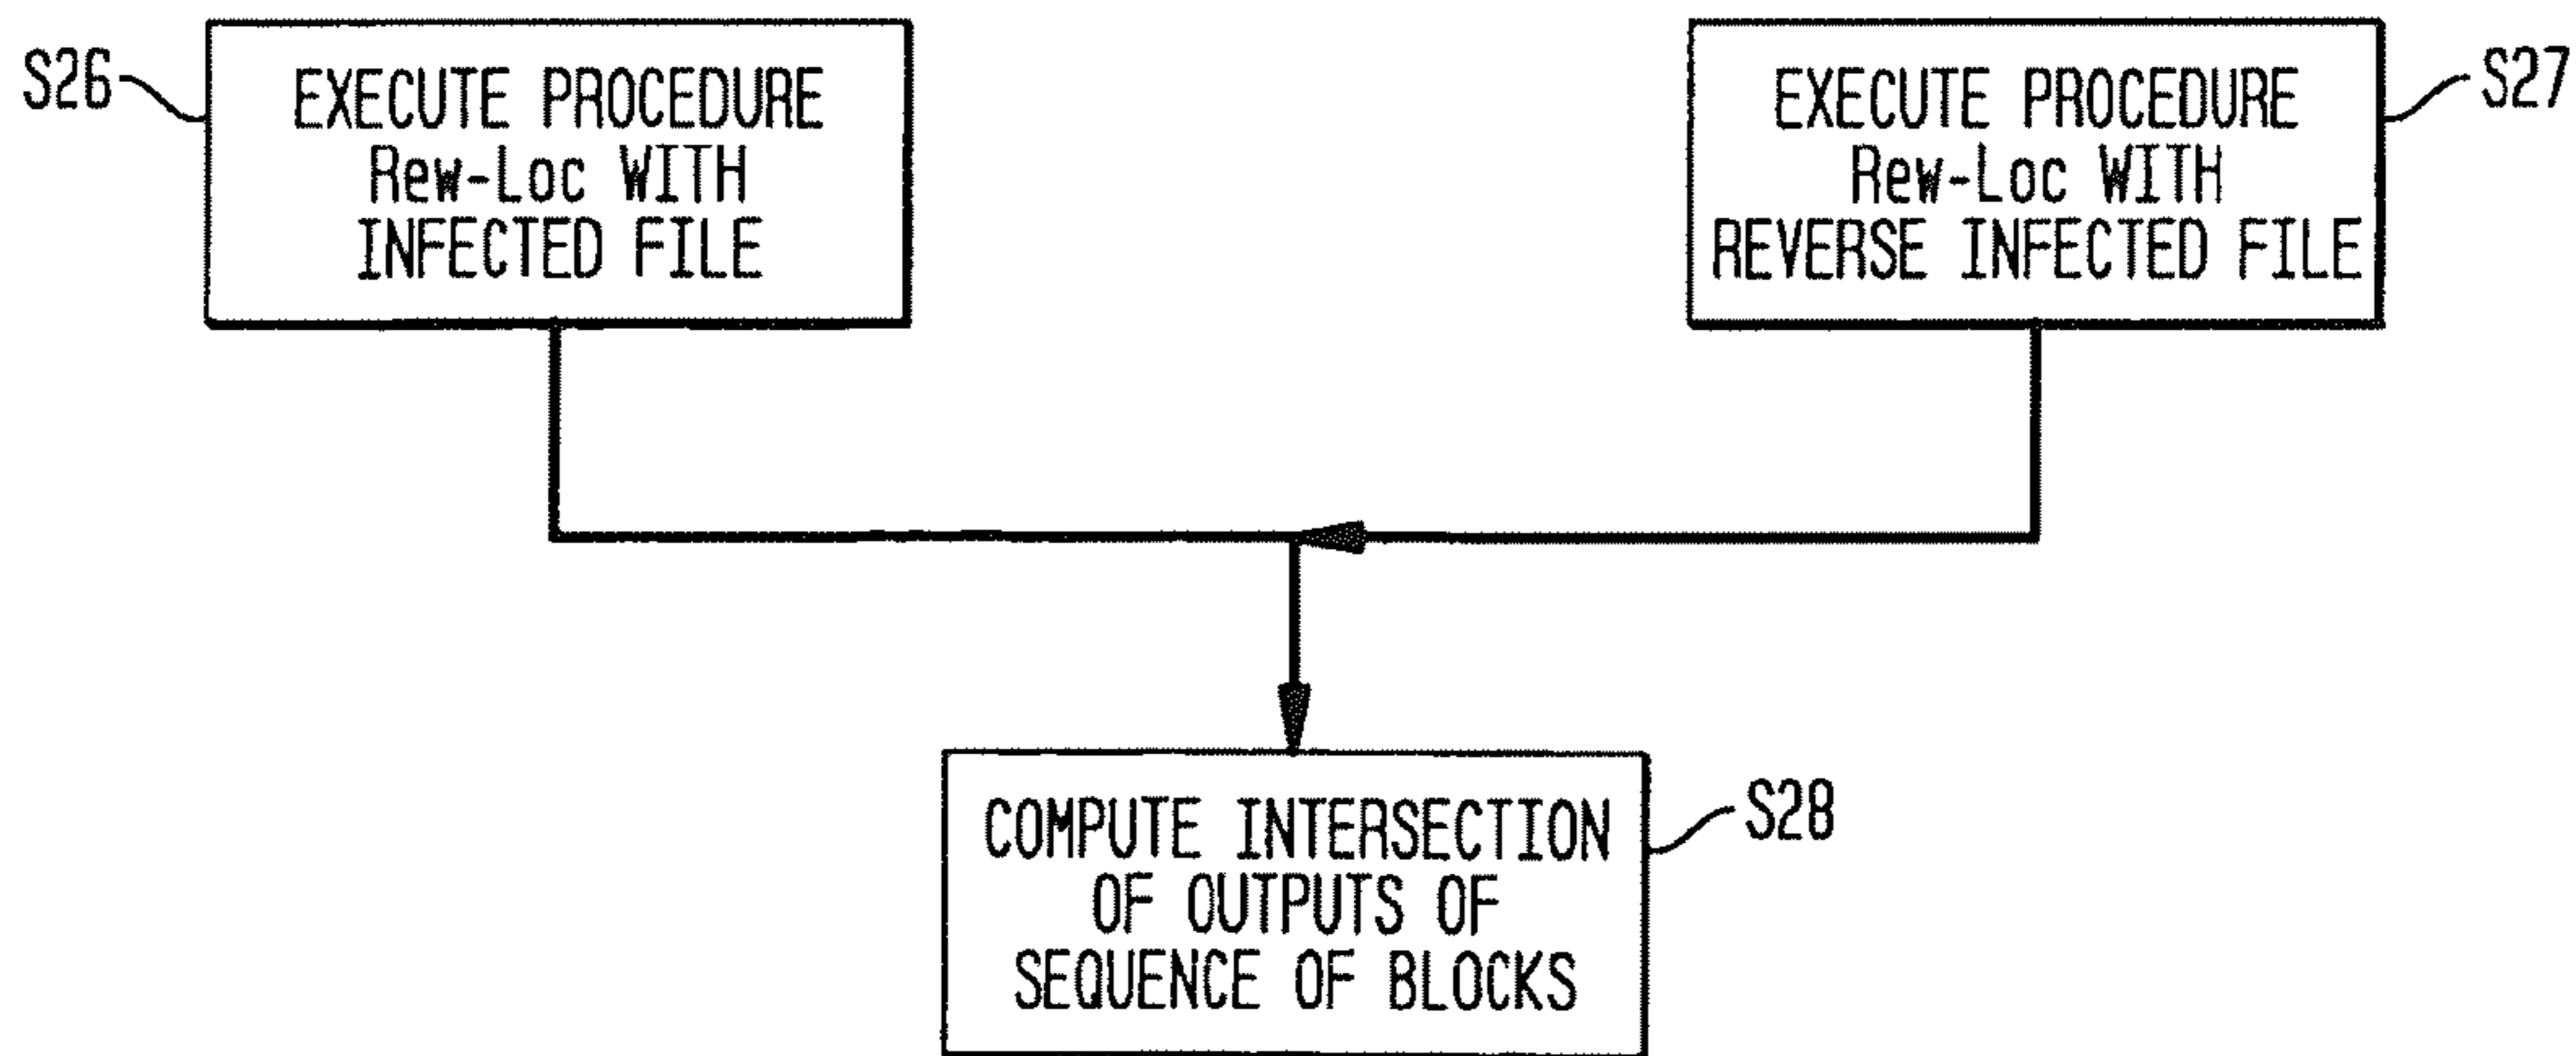 S26
EXECUTE PROCEDURE
Rew-Loc WITH
INFECTED FILE
EXECUTE PROCEDURE
Rew-Loc WITH
REVERSE INFECTED FILE
S27
COMPUTE INTERSECTION
OF OUTPUTS OF
SEQUENCE OF BLOCKS
S28